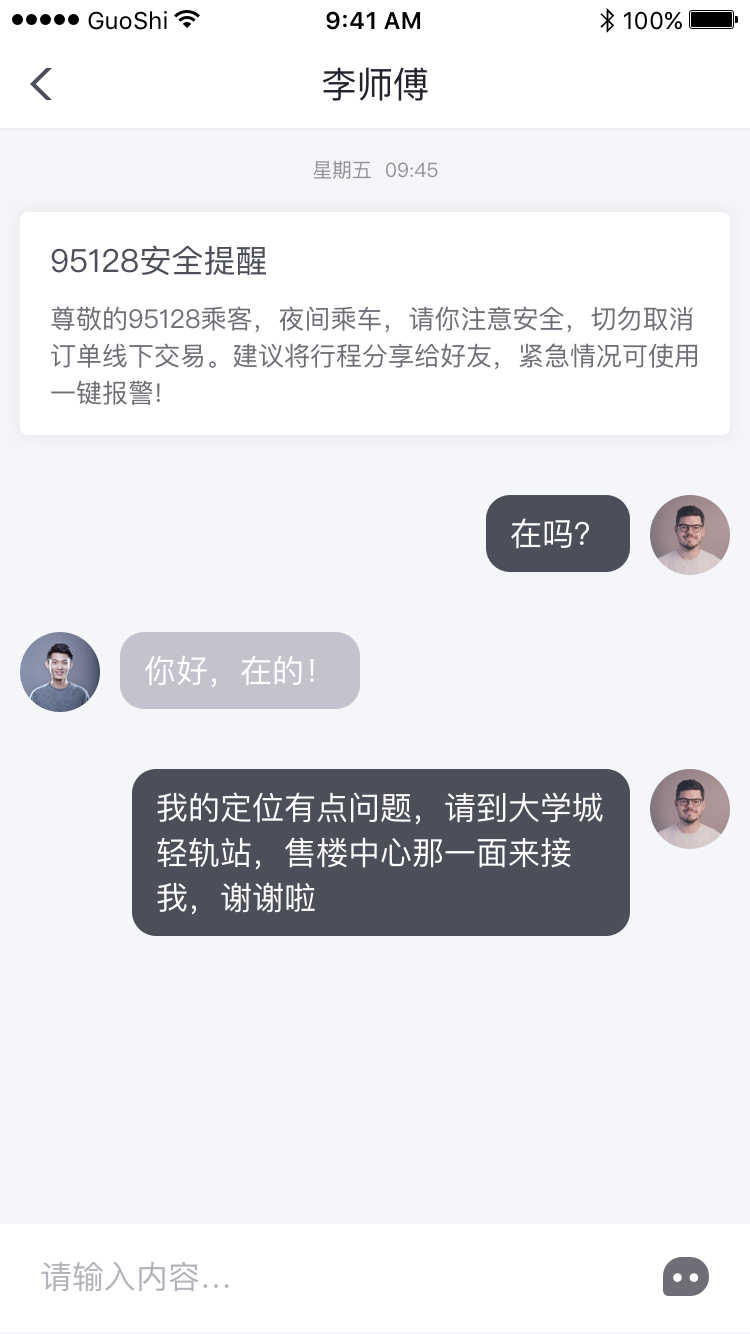 GuoShi 9:41 AM 100%
李师傅
星期五 09:45
95128安全提醒
尊敬的95128乘客，夜间乘车，请你注意安全，切勿取消
订单线下交易。建议将行程分享给好友，紧急情况可使用
一键报警！
在吗？
你好，在的！
我的定位有点问题，请到大学城
轻轨站，售楼中心那一面来接
我，谢谢啦
请输入内容...